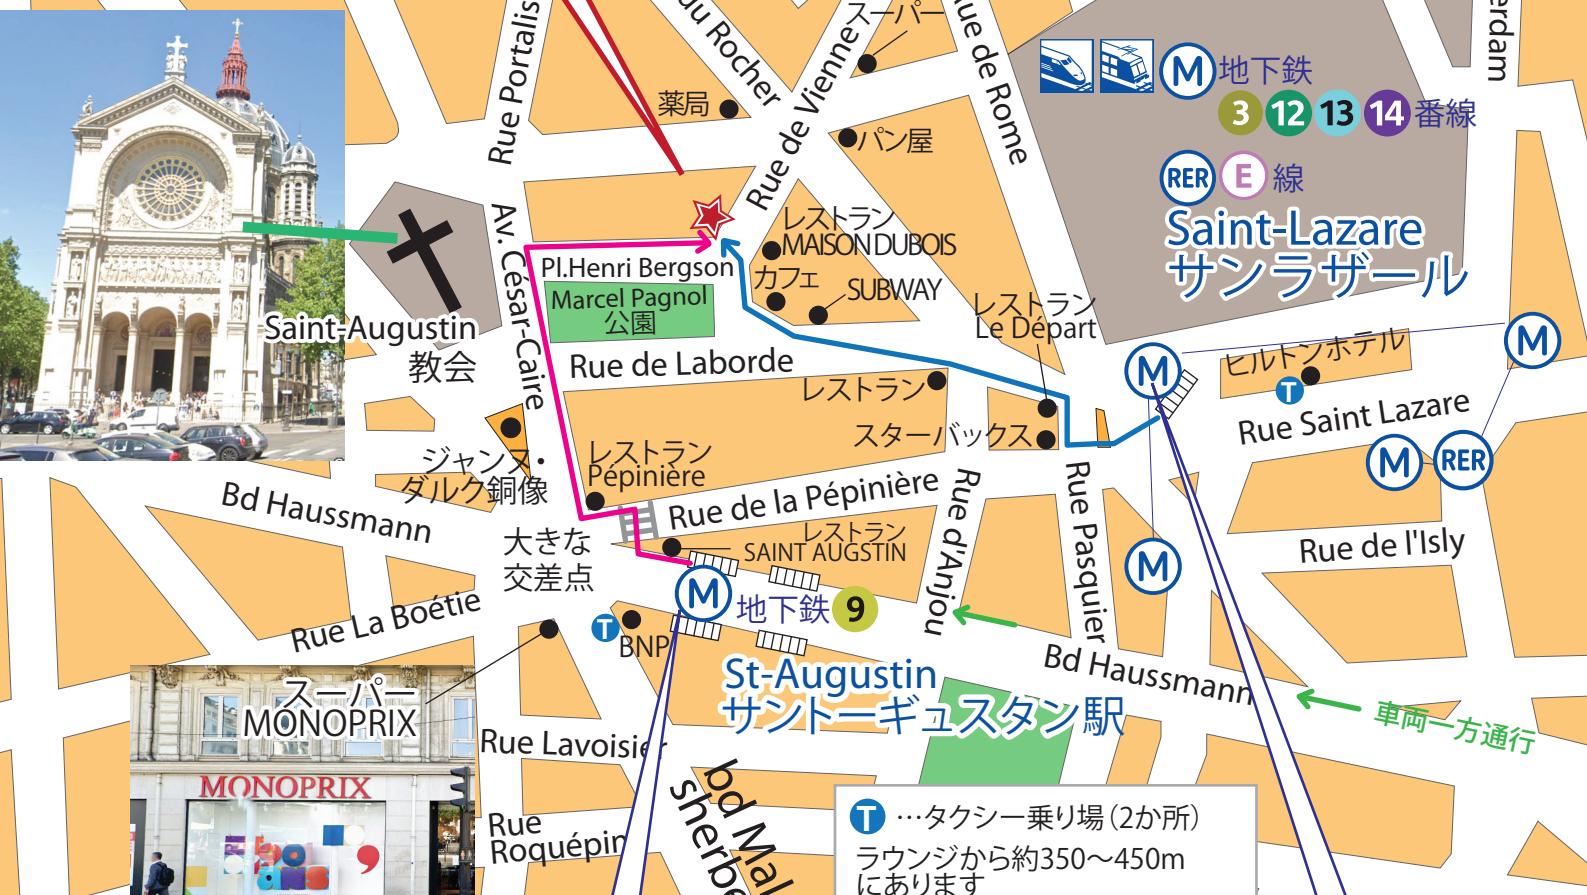 Rue Portalis
du Rocher
スーパー
Rue de Vienne
Rue de Rome
erdam
薬局
パン屋
M 地下鉄
3 12 13 14 番線
RER E 線
Saint-Lazare
サンラザール
レストラン
MAISON DUBOIS
カフェ
SUBWAY
Pl.Henri Bergson
Marcel Pagnol
公園
Av. César-Caire
Saint-Augustin
教会
Rue de Laborde
レストラン
Le Départ
M
M
ヒルトンホテル
T
Rue Saint Lazare
レストラン
スターバックス
M
RER
ジャンヌ・
ダルク銅像
レストラン
Pépinière
Rue de la Pépinière
Bd Haussmann
大きな
交差点
レストラン
SAINT AUGSTIN
Rue d'Anjou
Rue Pasquier
M
Rue de l'Isly
M 地下鉄 9
T
BNP
Rue La Boétie
St-Augustin
サントーギュスタン駅
Bd Haussmann
車両一方通行
スーパー
MONOPRIX
MONOPRIX
Rue Lavoisier
Rue
Roquépin
bd Mal
sherbe
T …タクシー乗り場（2か所）
ラウンジから約350～450m
にあります